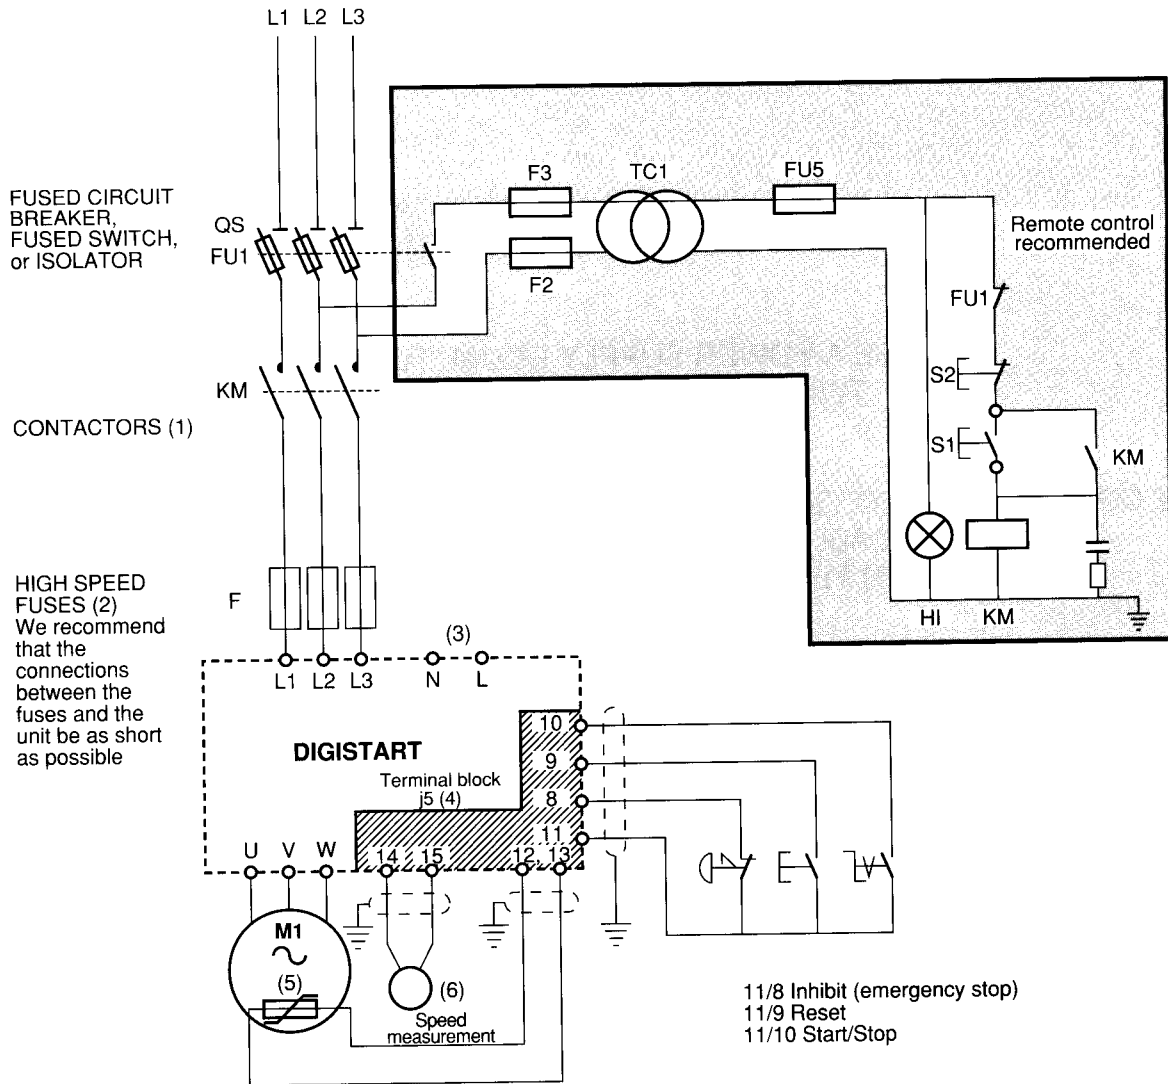 L1 L2 L3
FUSED CIRCUIT
BREAKER,
FUSED SWITCH,
or ISOLATOR
QS
FU1
F3
TC1
FU5
F2
Remote control
recommended
FU1
S2
S1
KM
KM
CONTACTORS (1)
HI KM
HIGH SPEED
FUSES (2)
We recommend
that the
connections
between the
fuses and the
unit be as short
as possible
F
(3)
L1 L2 L3 N L
DIGISTART
Terminal block
j5 (4)
10
9
8
11
U V W 14 15 12 13
M1
(5)
(6)
Speed
measurement
11/8 Inhibit (emergency stop)
11/9 Reset
11/10 Start/Stop